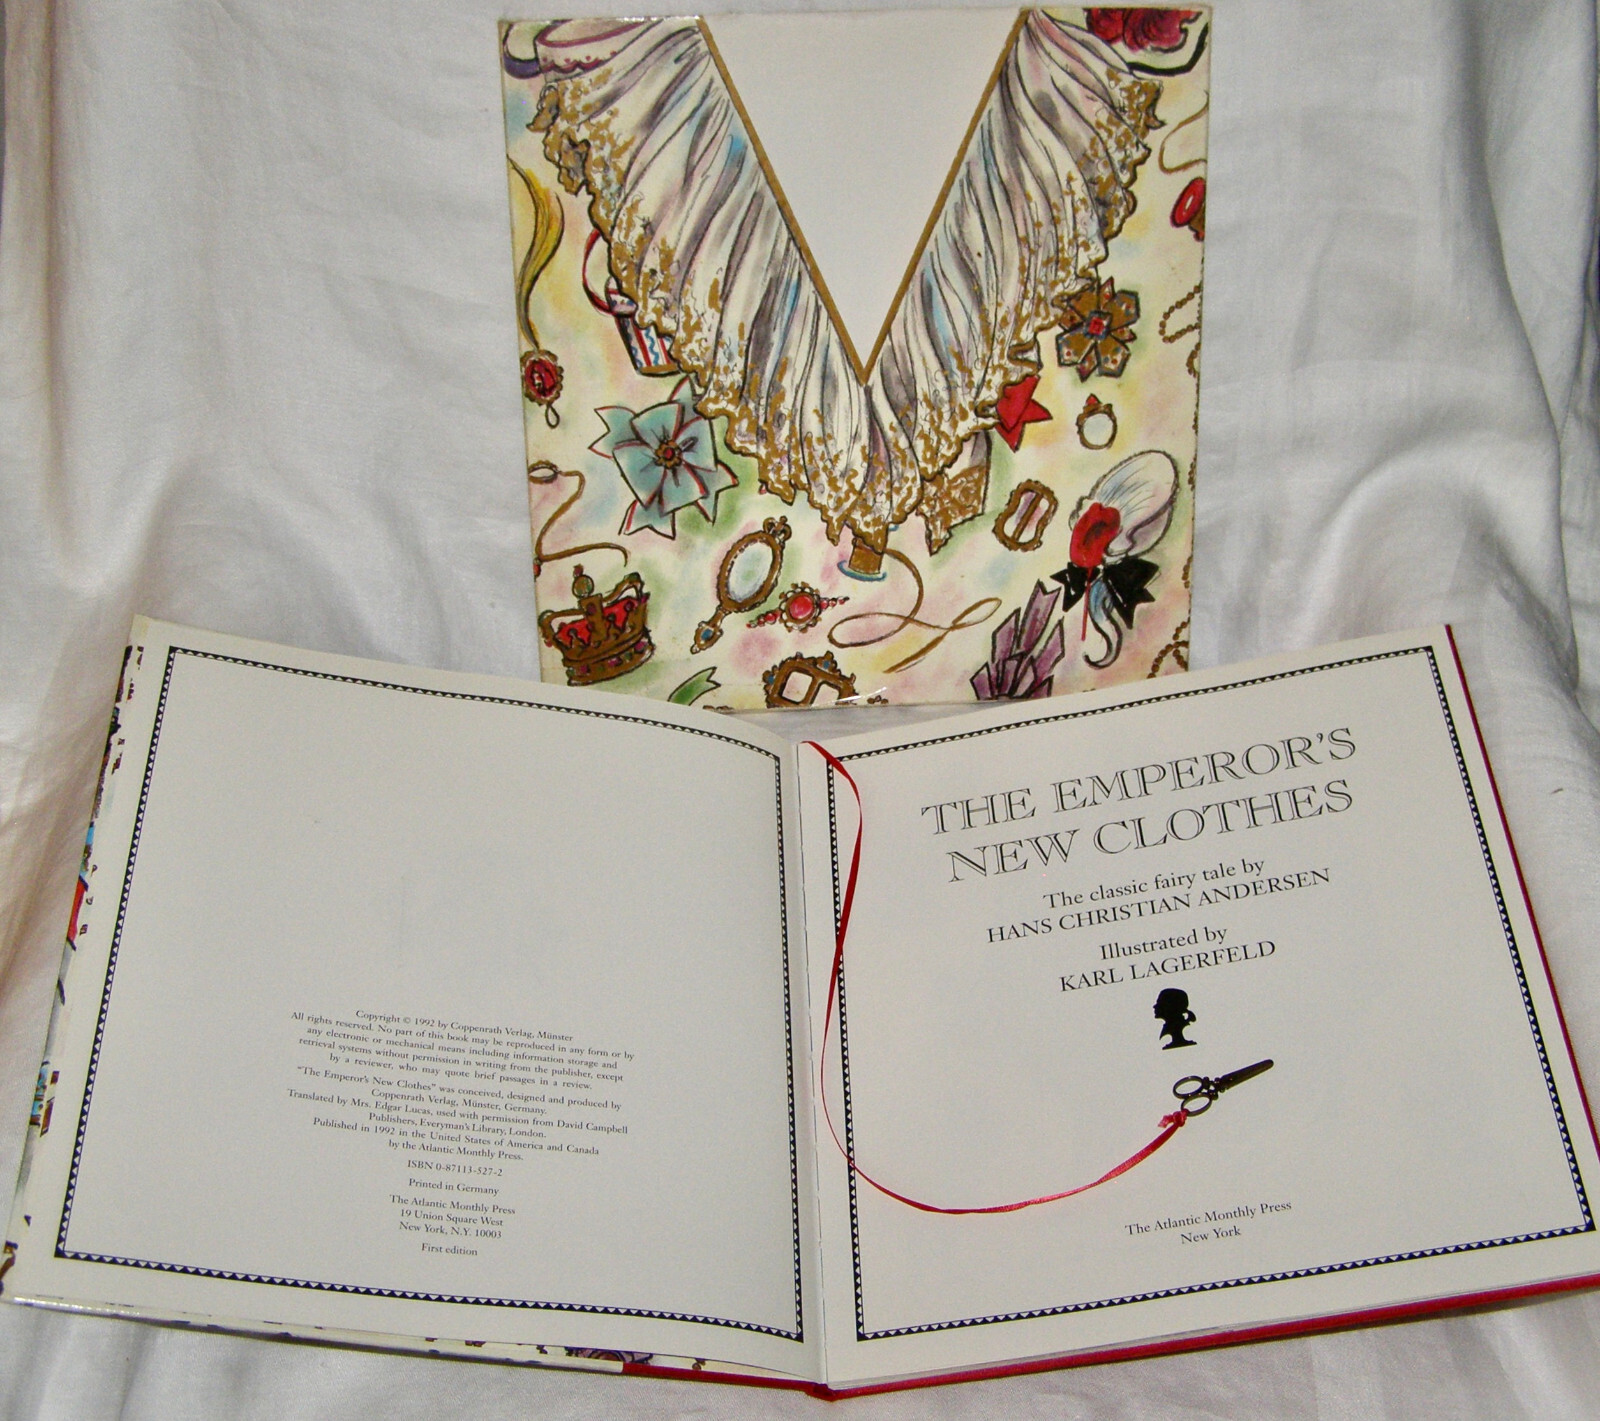 Copyright © 1992 by Coppenrath Verlag, Münster
All rights reserved. No part of this book may be reproduced in any form or by
any electronic or mechanical means including information storage and
retrieval systems without permission in writing from the publisher, except
by a reviewer, who may quote brief passages in a review.
"The Emperor's New Clothes" was conceived, designed and produced by
Coppenrath Verlag, Münster, Germany.
Translated by Mrs. Edgar Lucas, used with permission from David Campbell
Publishers, Everyman's Library, London.
Published in 1992 in the United States of America and Canada
by the Atlantic Monthly Press.
ISBN 0-87113-527-2
Printed in Germany
The Atlantic Monthly Press
19 Union Square West
New York, N.Y. 10003
First edition
THE EMPEROR'S
NEW CLOTHES
The classic fairy tale by
HANS CHRISTIAN ANDERSEN
Illustrated by
KARL LAGERFELD
The Atlantic Monthly Press
New York